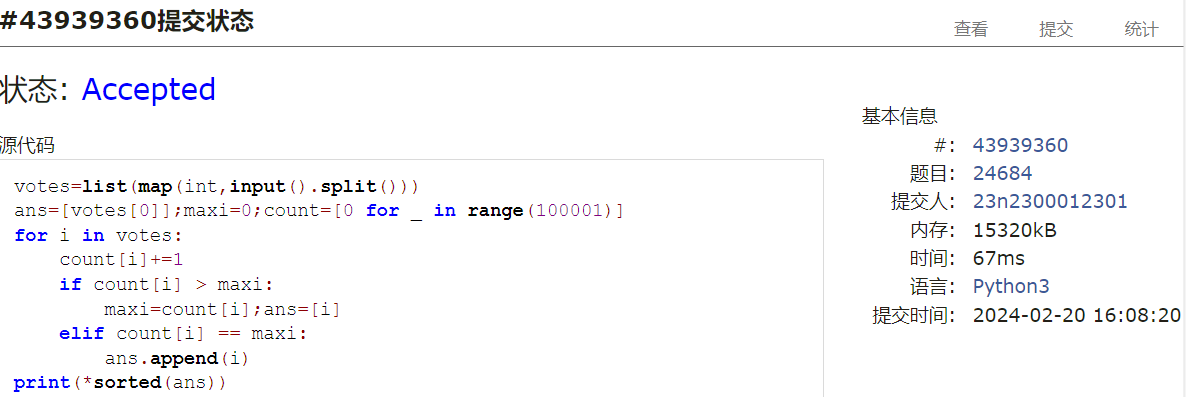 #43939360提交状态
查看 提交 统计
状态: Accepted
源代码
votes=list(map(int,input().split()))
ans=[votes[0]];maxi=0;count=[0 for _ in range(100001)]
for i in votes:
    count[i]+=1
    if count[i] > maxi:
        maxi=count[i];ans=[i]
    elif count[i] == maxi:
        ans.append(i)
print(*sorted(ans))
基本信息
#: 43939360
题目: 24684
提交人: 23n2300012301
内存: 15320kB
时间: 67ms
语言: Python3
提交时间: 2024-02-20 16:08:20